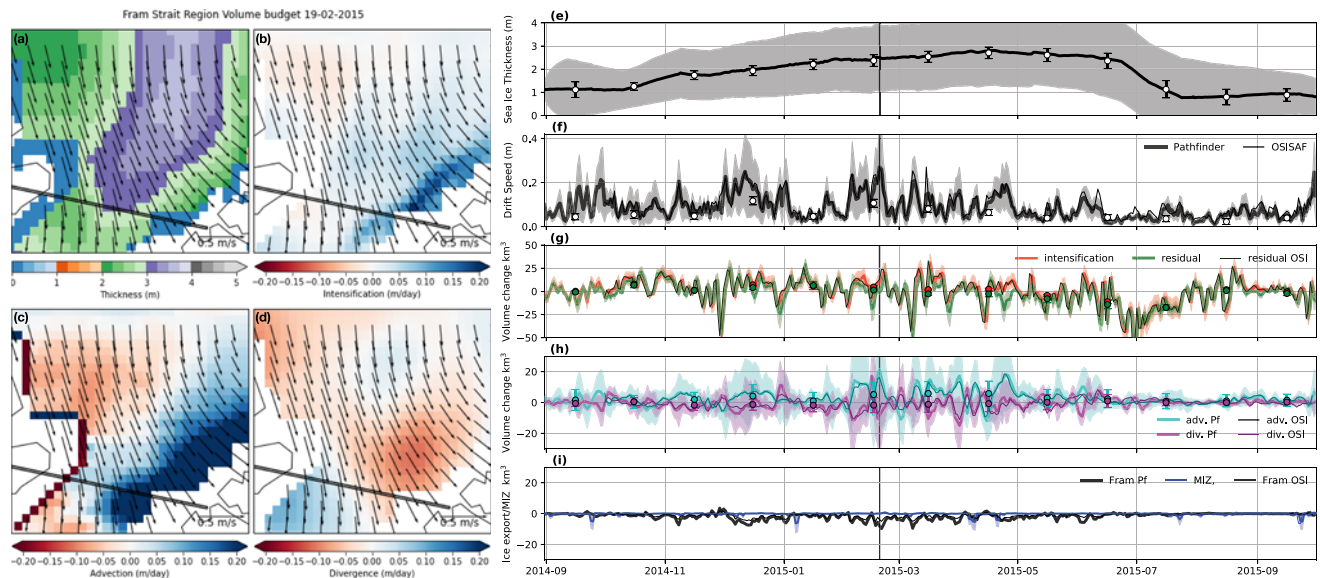 Fram Strait Region Volume budget 19-02-2015
(a)
0.5 m/s
0 1 2 3 4 5
Thickness (m)
(b)
0.5 m/s
−0.20 −0.15 −0.10 −0.05 0.00 0.05 0.10 0.15 0.20
Intensification (m/day)
(c)
0.5 m/s
−0.20 −0.15 −0.10 −0.05 0.00 0.05 0.10 0.15 0.20
Advection (m/day)
(d)
0.5 m/s
−0.20 −0.15 −0.10 −0.05 0.00 0.05 0.10 0.15 0.20
Divergence (m/day)
(e)
Sea Ice Thickness (m)
4
3
2
1
0
(f)
Drift Speed (m)
0.4
0.2
0.0
Pathfinder OSISAF
(g)
Volume change km³
50
25
0
−25
−50
intensification residual residual OSI
(h)
Volume change km³
20
0
−20
adv. Pf adv. OSI
div. Pf div. OSI
(i)
Ice export/MIZ km³
20
0
−20
Fram Pf MIZ, Fram OSI
2014-09 2014-11 2015-01 2015-03 2015-05 2015-07 2015-09